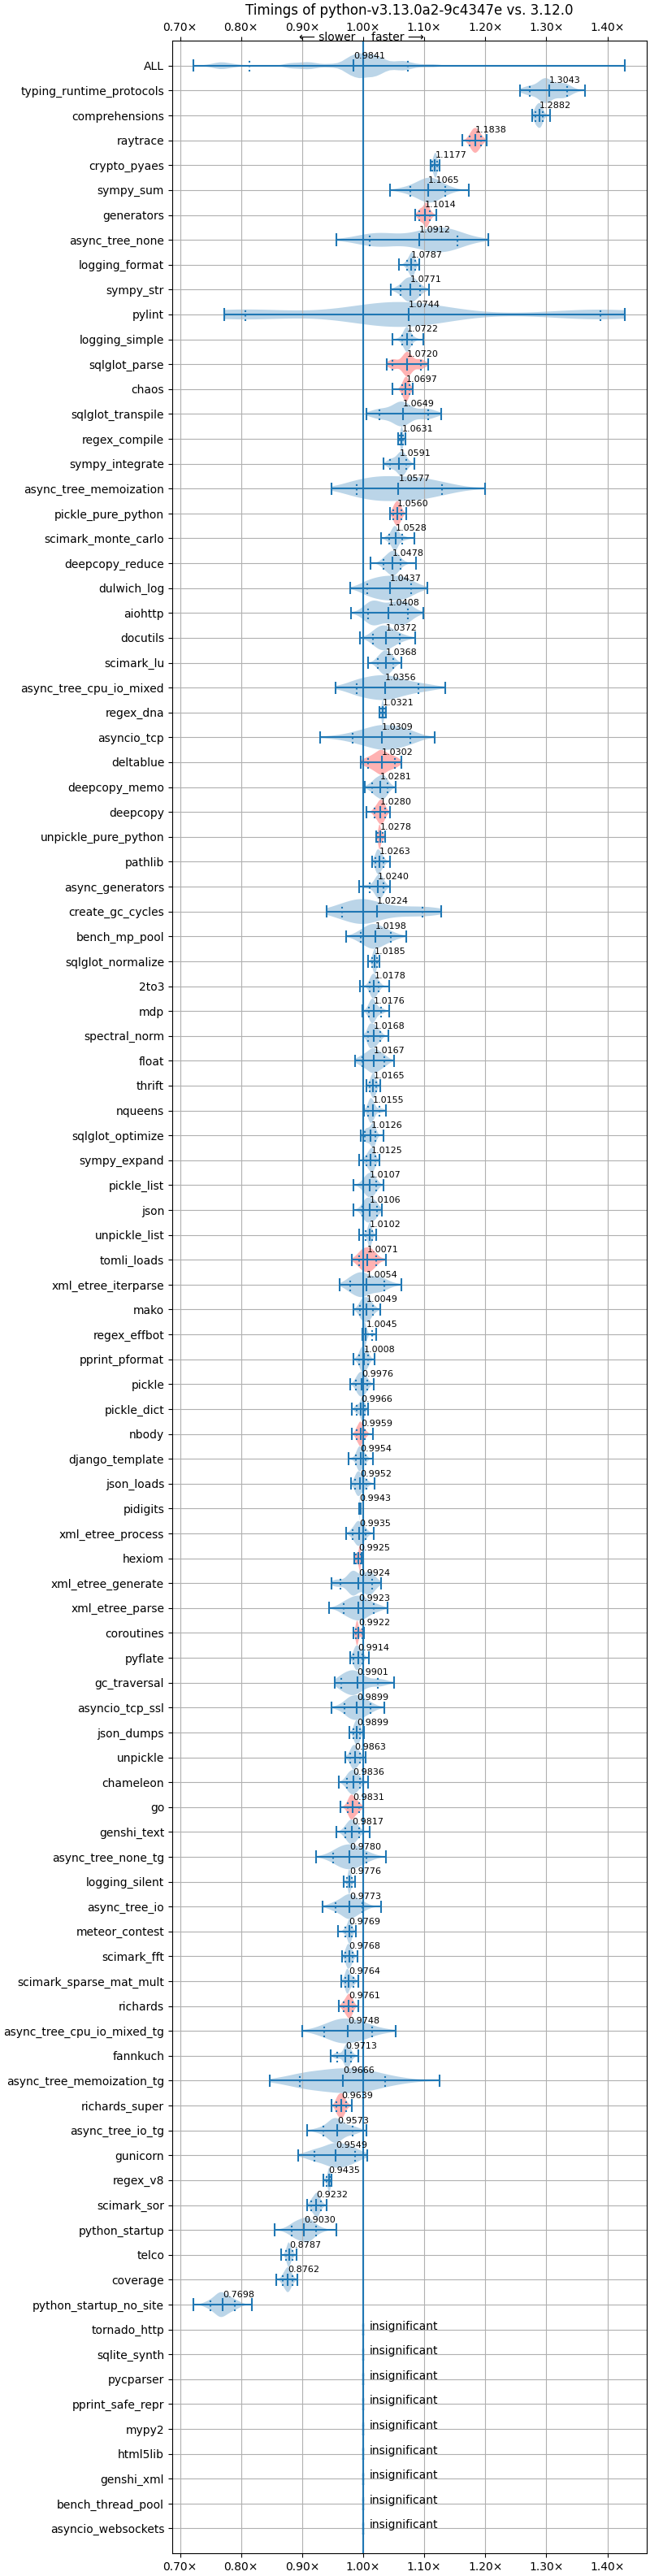 Timings of python-v3.13.0a2-9c4347e vs. 3.12.0
0.70× 0.80× 0.90× 1.00× 1.10× 1.20× 1.30× 1.40×
⟵ slower faster ⟶
ALL 0.9841
typing_runtime_protocols 1.3043
comprehensions 1.2882
raytrace 1.1838
crypto_pyaes 1.1177
sympy_sum 1.1065
generators 1.1014
async_tree_none 1.0912
logging_format 1.0787
sympy_str 1.0771
pylint 1.0744
logging_simple 1.0722
sqlglot_parse 1.0720
chaos 1.0697
sqlglot_transpile 1.0649
regex_compile 1.0631
sympy_integrate 1.0591
async_tree_memoization 1.0577
pickle_pure_python 1.0560
scimark_monte_carlo 1.0528
deepcopy_reduce 1.0478
dulwich_log 1.0437
aiohttp 1.0408
docutils 1.0372
scimark_lu 1.0368
async_tree_cpu_io_mixed 1.0356
regex_dna 1.0321
asyncio_tcp 1.0309
deltablue 1.0302
deepcopy_memo 1.0281
deepcopy 1.0280
unpickle_pure_python 1.0278
pathlib 1.0263
async_generators 1.0240
create_gc_cycles 1.0224
bench_mp_pool 1.0198
sqlglot_normalize 1.0185
2to3 1.0178
mdp 1.0176
spectral_norm 1.0168
float 1.0167
thrift 1.0165
nqueens 1.0155
sqlglot_optimize 1.0126
sympy_expand 1.0125
pickle_list 1.0107
json 1.0106
unpickle_list 1.0102
tomli_loads 1.0071
xml_etree_iterparse 1.0054
mako 1.0049
regex_effbot 1.0045
pprint_pformat 1.0008
pickle 0.9976
pickle_dict 0.9966
nbody 0.9959
django_template 0.9954
json_loads 0.9952
pidigits 0.9943
xml_etree_process 0.9935
hexiom 0.9925
xml_etree_generate 0.9924
xml_etree_parse 0.9923
coroutines 0.9922
pyflate 0.9914
gc_traversal 0.9901
asyncio_tcp_ssl 0.9899
json_dumps 0.9899
unpickle 0.9863
chameleon 0.9836
go 0.9831
genshi_text 0.9817
async_tree_none_tg 0.9780
logging_silent 0.9776
async_tree_io 0.9773
meteor_contest 0.9769
scimark_fft 0.9768
scimark_sparse_mat_mult 0.9764
richards 0.9761
async_tree_cpu_io_mixed_tg 0.9748
fannkuch 0.9713
async_tree_memoization_tg 0.9666
richards_super 0.9639
async_tree_io_tg 0.9573
gunicorn 0.9549
regex_v8 0.9435
scimark_sor 0.9232
python_startup 0.9030
telco 0.8787
coverage 0.8762
python_startup_no_site 0.7698
tornado_http insignificant
sqlite_synth insignificant
pycparser insignificant
pprint_safe_repr insignificant
mypy2 insignificant
html5lib insignificant
genshi_xml insignificant
bench_thread_pool insignificant
asyncio_websockets insignificant
0.70× 0.80× 0.90× 1.00× 1.10× 1.20× 1.30× 1.40×